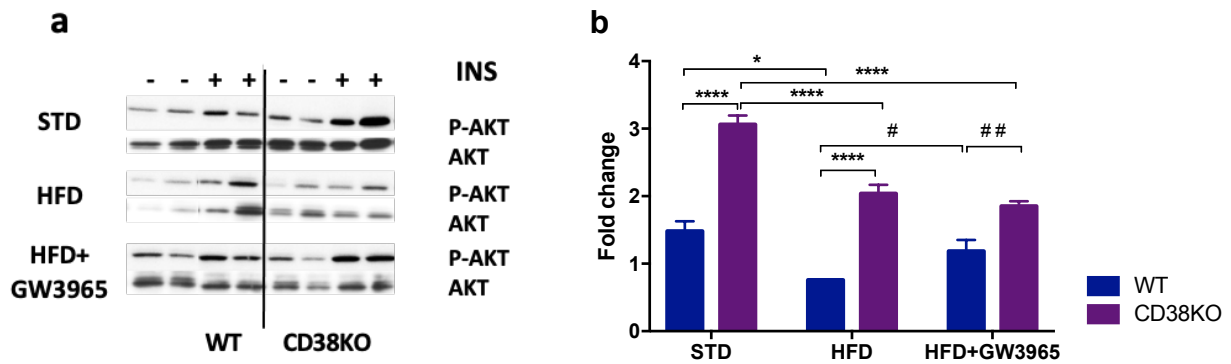 a
- - + + - - + + INS
STD
P-AKT
AKT
HFD
P-AKT
AKT
HFD+
GW3965
P-AKT
AKT
WT CD38KO
b
Fold change
4
3
2
1
0
*
****
**** ****
#
##
****
STD HFD HFD+GW3965
WT
CD38KO